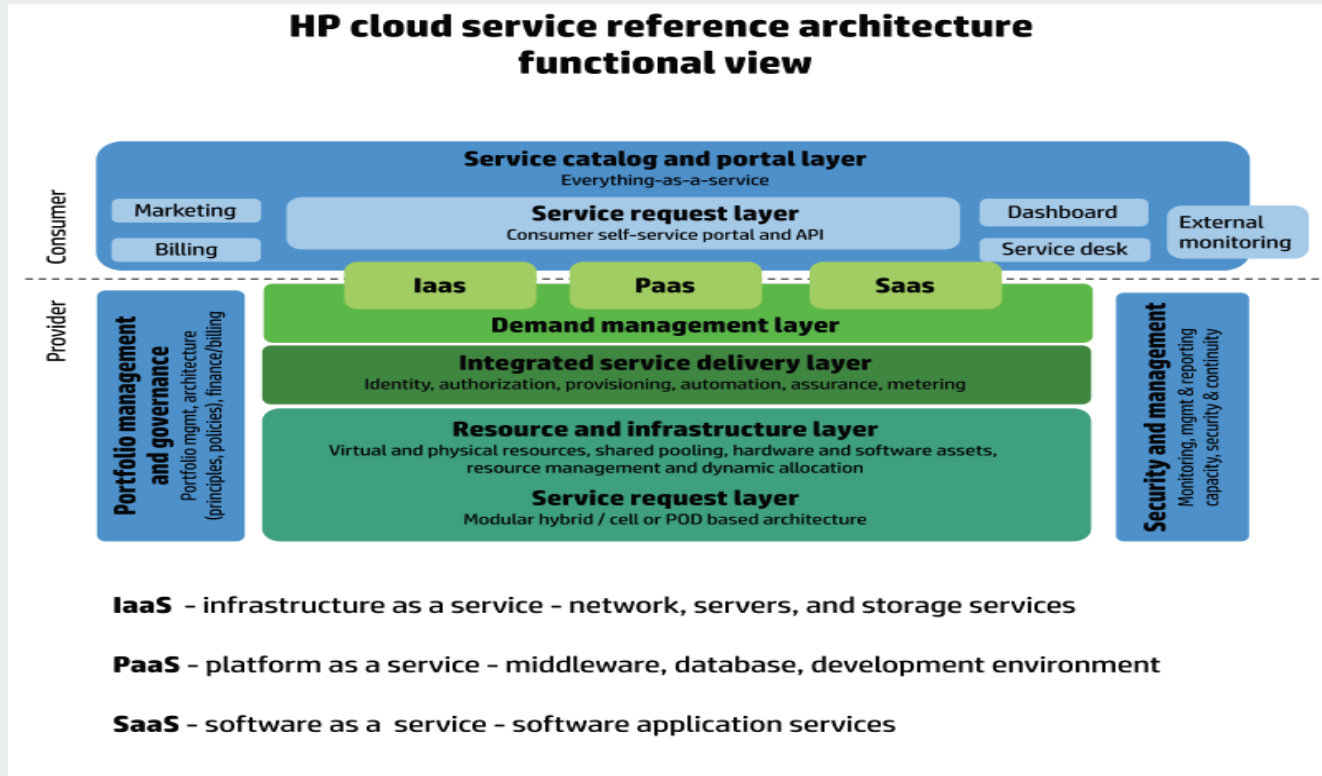 HP cloud service reference architecture
functional view
Consumer
Service catalog and portal layer
Everything-as-a-service
Marketing
Billing
Service request layer
Consumer self-service portal and API
Dashboard
Service desk
External
monitoring
Provider
Iaas
Paas
Saas
Demand management layer
Portfolio management
and governance
Portfolio mgmt, architecture
(principles, policies), finance/billing
Integrated service delivery layer
Identity, authorization, provisioning, automation, assurance, metering
Resource and infrastructure layer
Virtual and physical resources, shared pooling, hardware and software assets,
resource management and dynamic allocation
Service request layer
Modular hybrid / cell or POD based architecture
Security and management
Monitoring, mgmt & reporting
capacity, security & continuity
IaaS - infrastructure as a service - network, servers, and storage services
PaaS - platform as a service - middleware, database, development environment
SaaS - software as a service - software application services